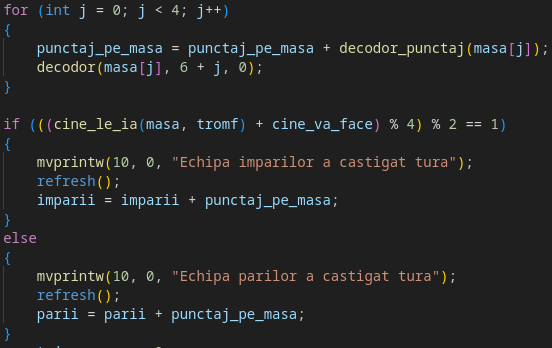 for (int j = 0; j < 4; j++)
{
    punctaj_pe_masa = punctaj_pe_masa + decodor_punctaj(masa[j]);
    decodor(masa[j], 6 + j, 0);
}

if (((cine_le_ia(masa, tromf) + cine_va_face) % 4) % 2 == 1)
{
    mvprintw(10, 0, "Echipa imparilor a castigat tura");
    refresh();
    imparii = imparii + punctaj_pe_masa;
}
else
{
    mvprintw(10, 0, "Echipa parilor a castigat tura");
    refresh();
    parii = parii + punctaj_pe_masa;
}